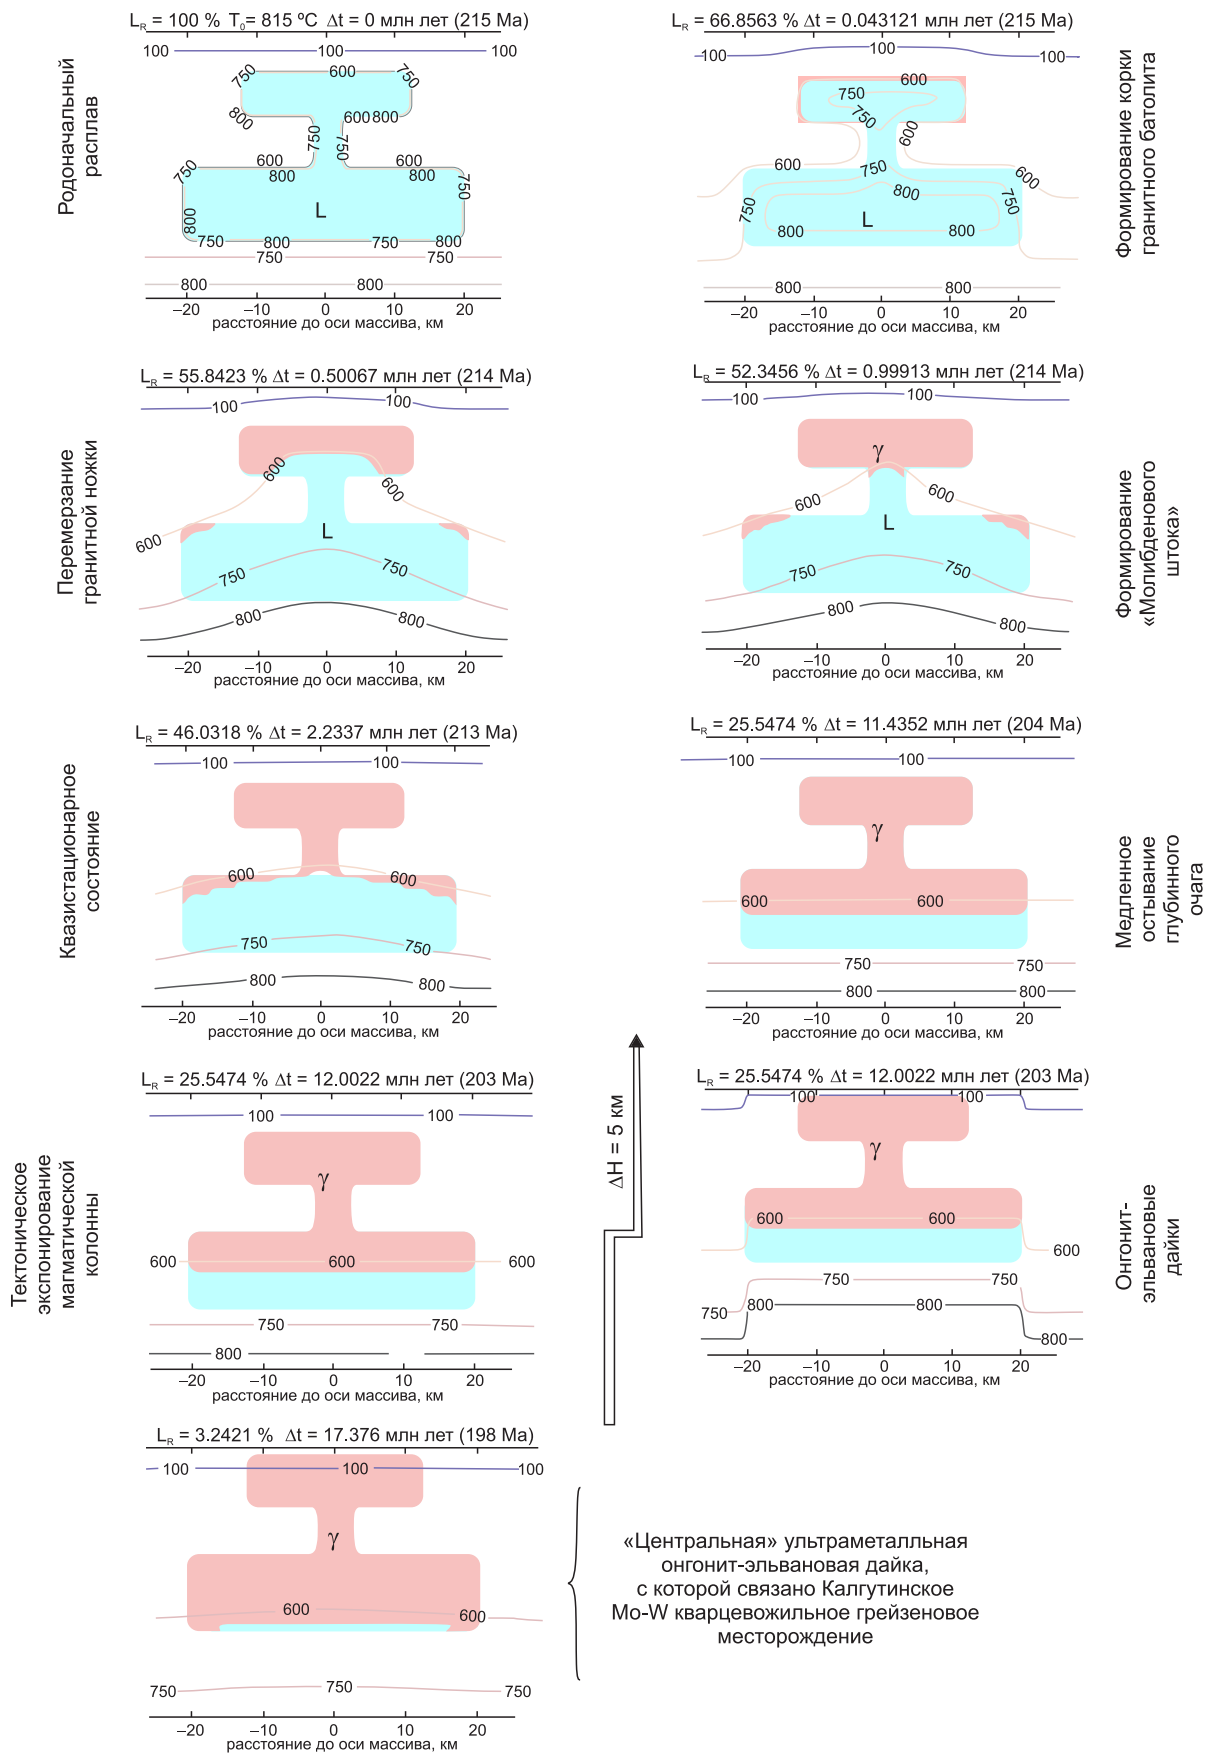 L_R = 100 % T₀= 815 ºC Δt = 0 млн лет (215 Ma)
100 100 100
750 600 750
800 600 800
750 750
750 600 600 750
800 800
800 L
750 800 750 800
750 750
800 800
–20 –10 0 10 20
расстояние до оси массива, км
Родоначальный
расплав
L_R = 66.8563 % Δt = 0.043121 млн лет (215 Ma)
100 100 100
600
750
750 600
600 750 600
750 800 750
L
800 800
800 800
–20 –10 0 10 20
расстояние до оси массива, км
Формирование корки
гранитного батолита
L_R = 55.8423 % Δt = 0.50067 млн лет (214 Ma)
100 100
600 600
600 L
750 750
800 800
–20 –10 0 10 20
расстояние до оси массива, км
Перемерзание
гранитной ножки
L_R = 52.3456 % Δt = 0.99913 млн лет (214 Ma)
100 100
γ
600 600
L
750 750
800 800
–20 –10 0 10 20
расстояние до оси массива, км
Формирование
«Молибденового
штока»
L_R = 46.0318 % Δt = 2.2337 млн лет (213 Ma)
100 100
600 600
750 750
800 800
–20 –10 0 10 20
расстояние до оси массива, км
Квазистационарное
состояние
L_R = 25.5474 % Δt = 11.4352 млн лет (204 Ma)
100 100
γ
600 600
750 750
800 800
–20 –10 0 10 20
расстояние до оси массива, км
Медленное
остывание
глубинного
очага
L_R = 25.5474 % Δt = 12.0022 млн лет (203 Ma)
100 100
γ
600 600 600
750 750
800
–20 –10 0 10 20
расстояние до оси массива, км
Тектоническое
экспонирование
магматической
колонны
ΔH = 5 км
L_R = 25.5474 % Δt = 12.0022 млн лет (203 Ma)
100 100
γ
600 600
600
750 750
750 800 800
800
–20 –10 0 10 20
расстояние до оси массива, км
Онгонит-
эльвановые
дайки
L_R = 3.2421 % Δt = 17.376 млн лет (198 Ma)
100 100 100
γ
600 600
750 750 750
–20 –10 0 10 20
расстояние до оси массива, км
«Центральная» ультраметалльная
онгонит-эльвановая дайка,
с которой связано Калгутинское
Mo-W кварцевожильное грейзеновое
месторождение